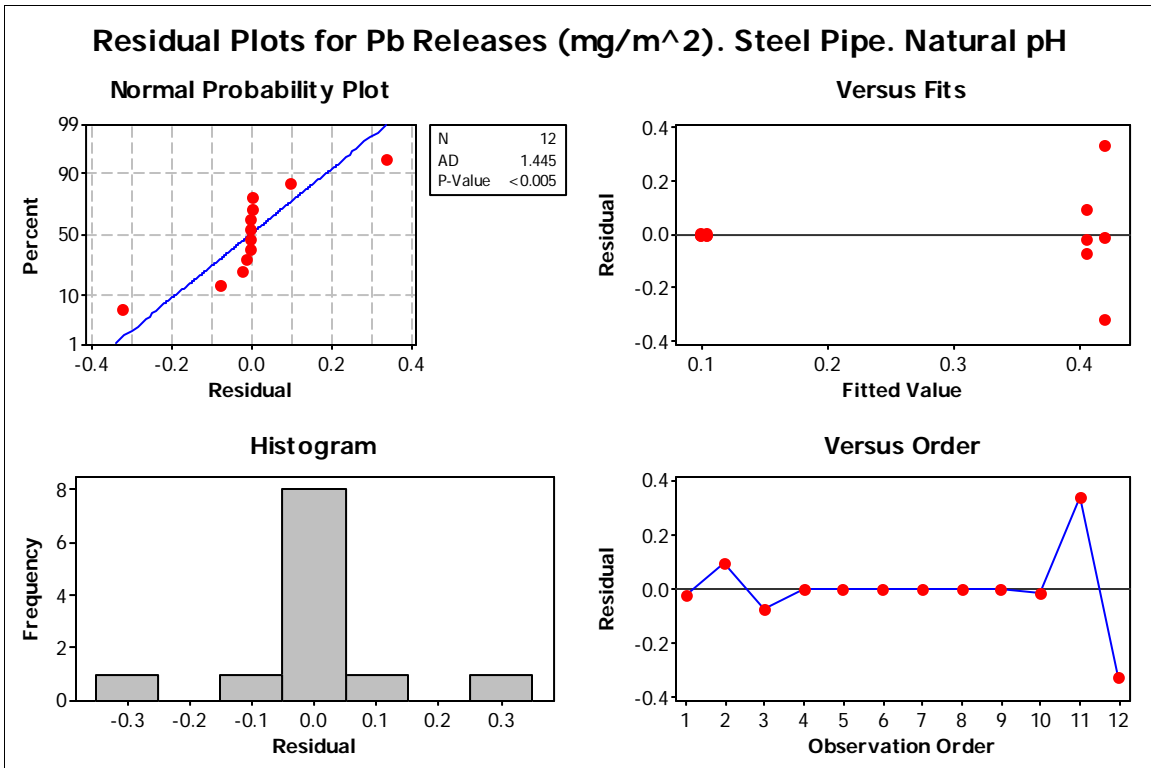 Residual Plots for Pb Releases (mg/m^2). Steel Pipe. Natural pH
Normal Probability Plot
99
90
50
10
1
Percent
-0.4 -0.2 0.0 0.2 0.4
Residual
N 12
AD 1.445
P-Value <0.005
Versus Fits
0.4
0.2
0.0
-0.2
-0.4
Residual
0.1 0.2 0.3 0.4
Fitted Value
Histogram
8
6
4
2
0
Frequency
-0.3 -0.2 -0.1 0.0 0.1 0.2 0.3
Residual
Versus Order
0.4
0.2
0.0
-0.2
-0.4
Residual
1 2 3 4 5 6 7 8 9 10 11 12
Observation Order